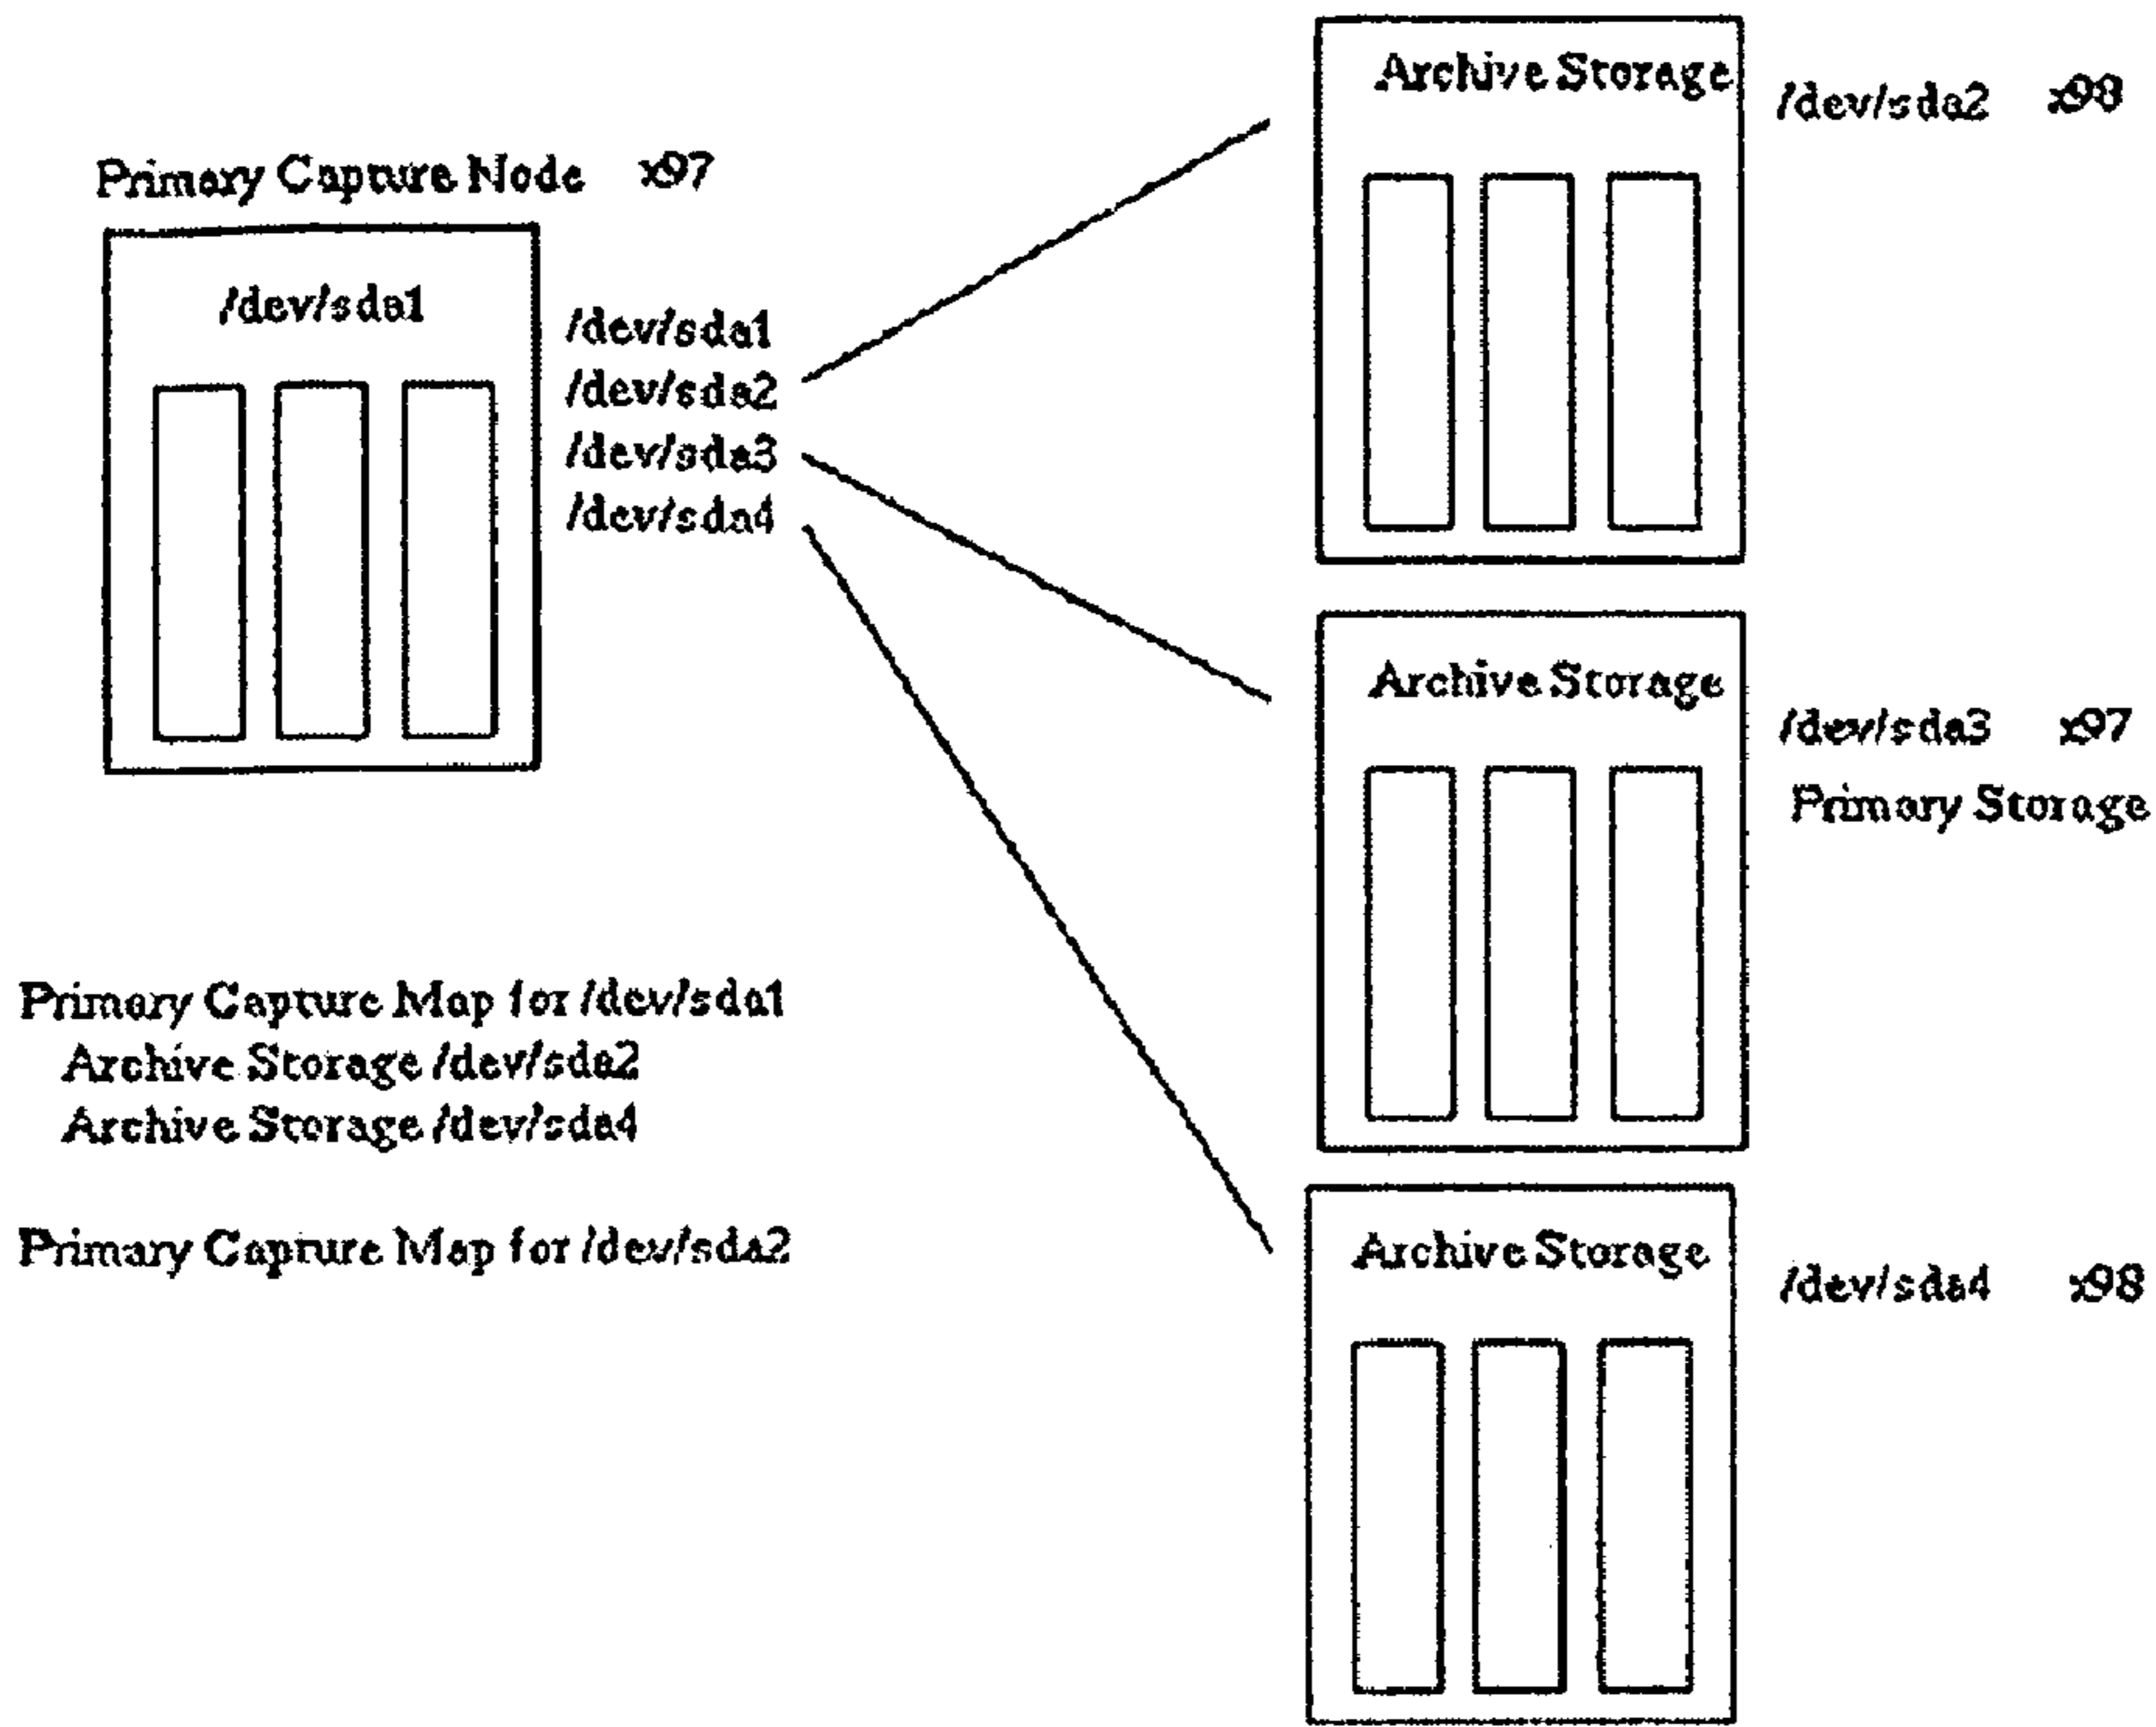 Primary Capture Node x97
/dev/sda1
/dev/sda1
/dev/sda2
/dev/sda3
/dev/sda4
Archive Storage
/dev/sda2 x98
Archive Storage
/dev/sda3 x97
Primary Storage
Archive Storage
/dev/sda4 x98
Primary Capture Map for /dev/sda1
Archive Storage /dev/sda2
Archive Storage /dev/sda4
Primary Capture Map for /dev/sda2